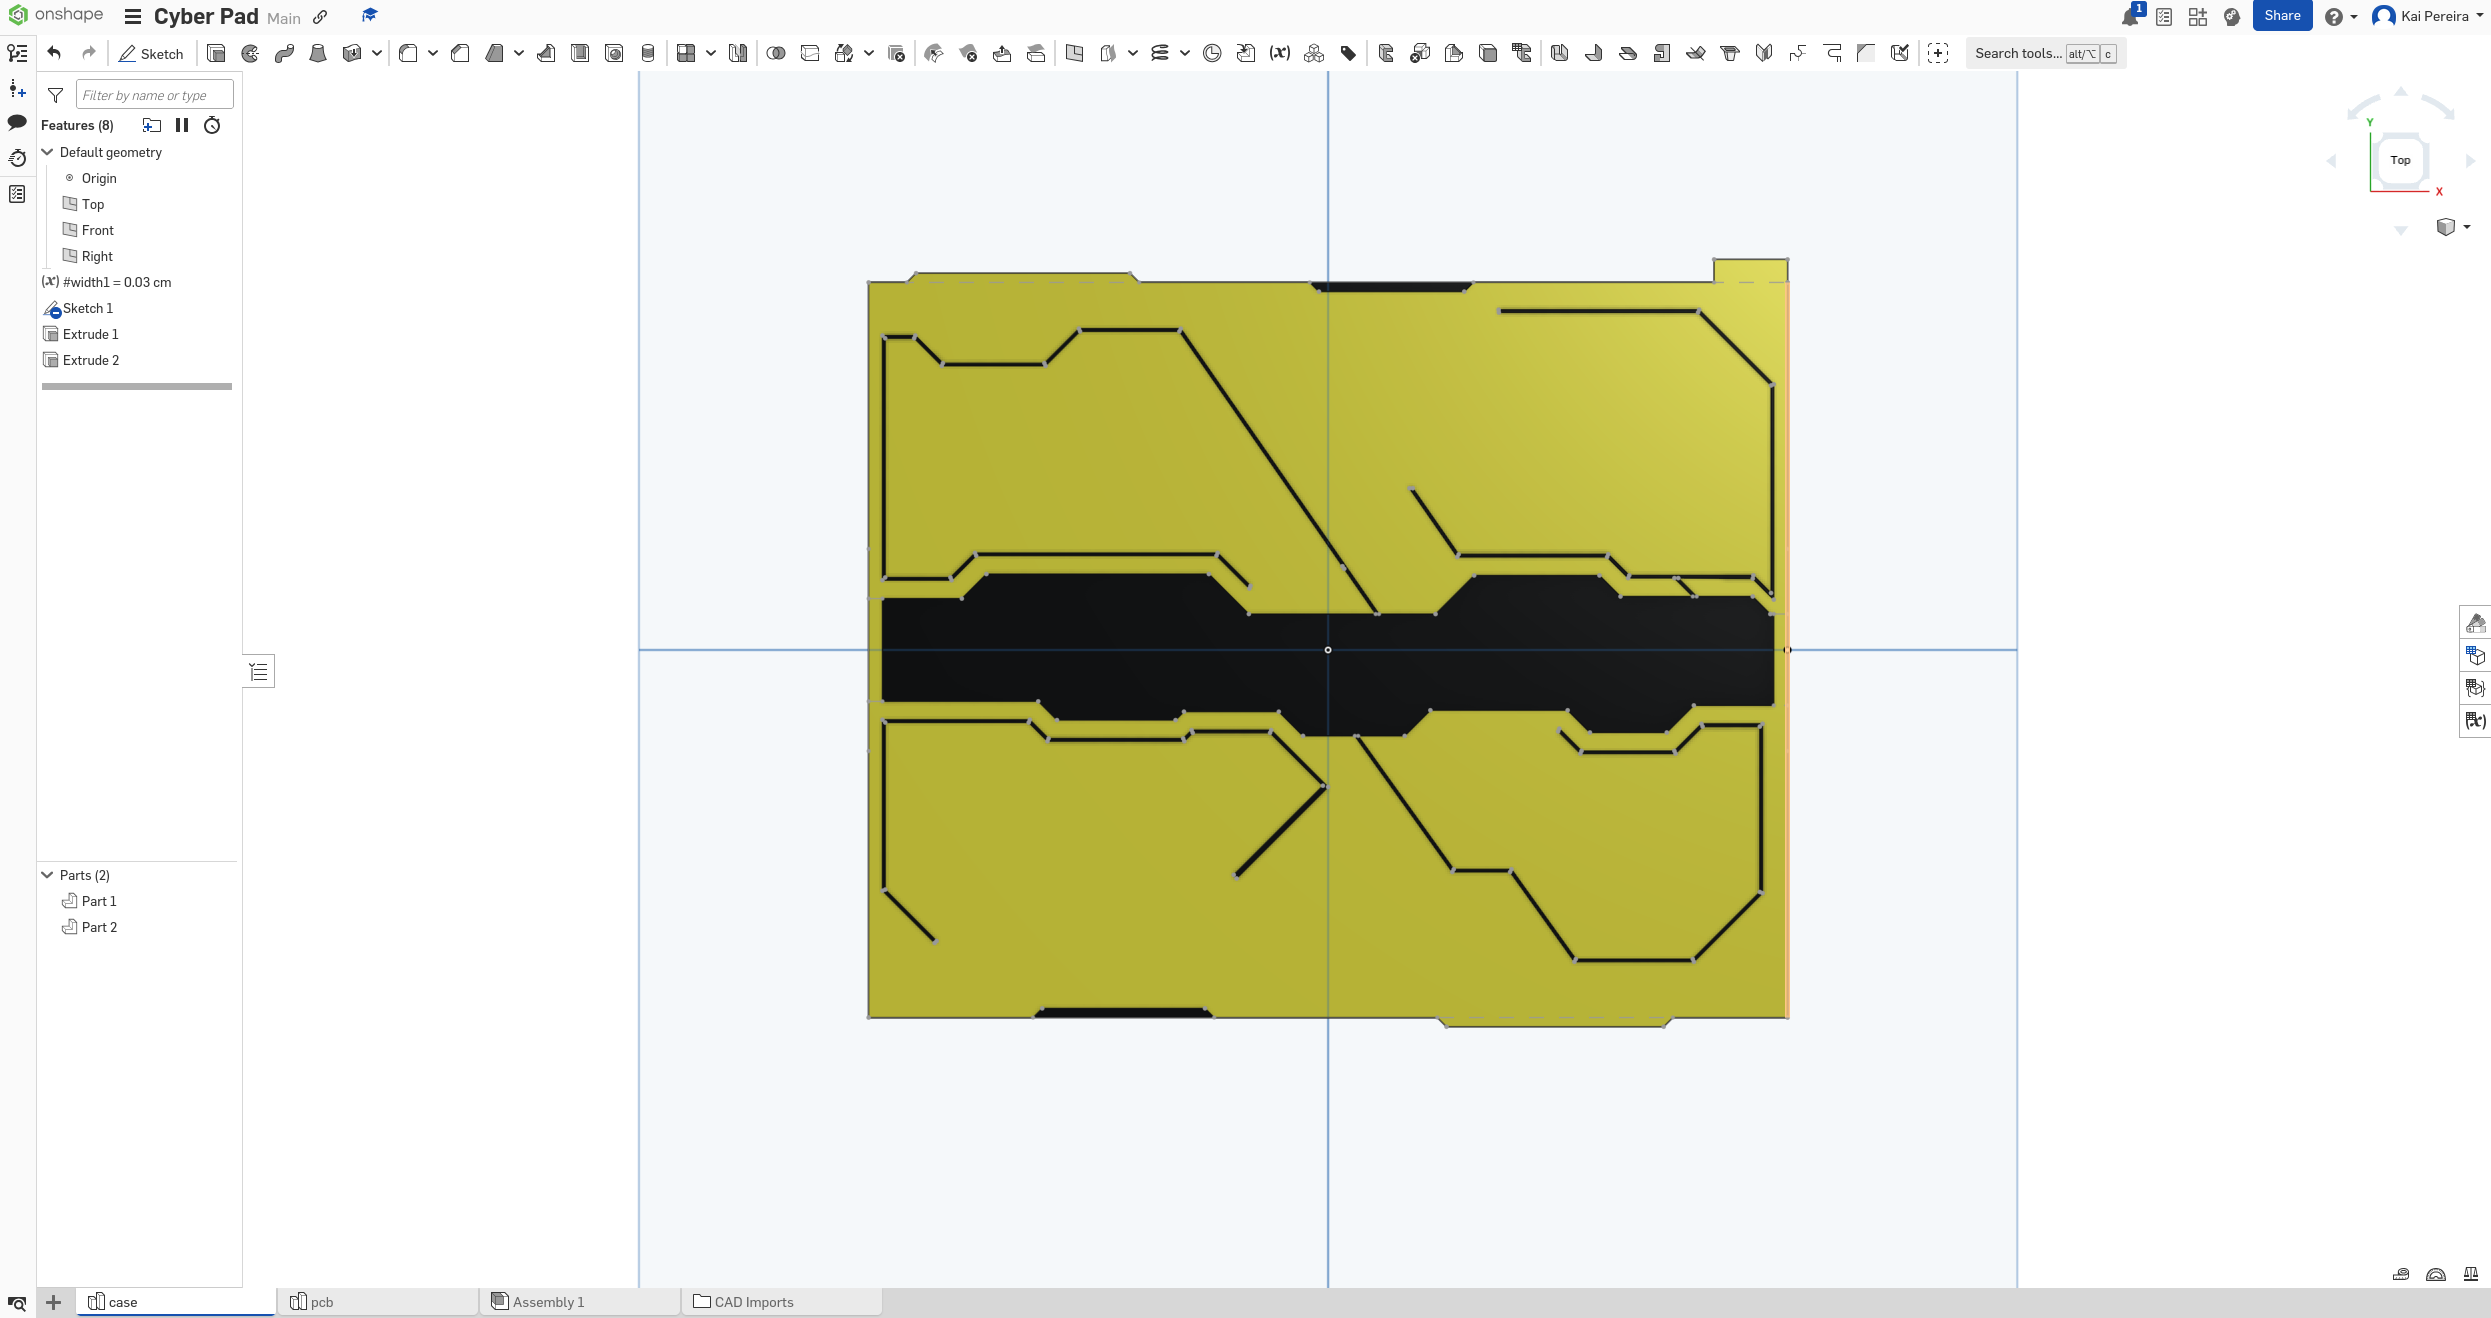 onshape
Cyber Pad Main
1
Share
Kai Pereira
Sketch
Search tools... alt/⌥ c
Filter by name or type
Features (8)
Default geometry
Origin
Top
Front
Right
(x) #width1 = 0.03 cm
Sketch 1
Extrude 1
Extrude 2
Y
Top
X
Parts (2)
Part 1
Part 2
case
pcb
Assembly 1
CAD Imports